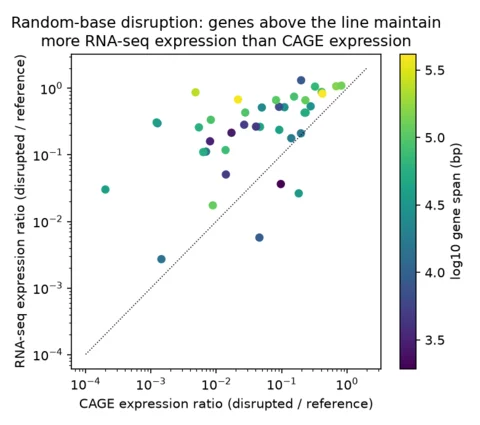 Random-base disruption: genes above the line maintain
more RNA-seq expression than CAGE expression
RNA-seq expression ratio (disrupted / reference)
10⁰
10⁻¹
10⁻²
10⁻³
10⁻⁴
10⁻⁴ 10⁻³ 10⁻² 10⁻¹ 10⁰
CAGE expression ratio (disrupted / reference)
5.5
5.0
4.5
4.0
3.5
log10 gene span (bp)